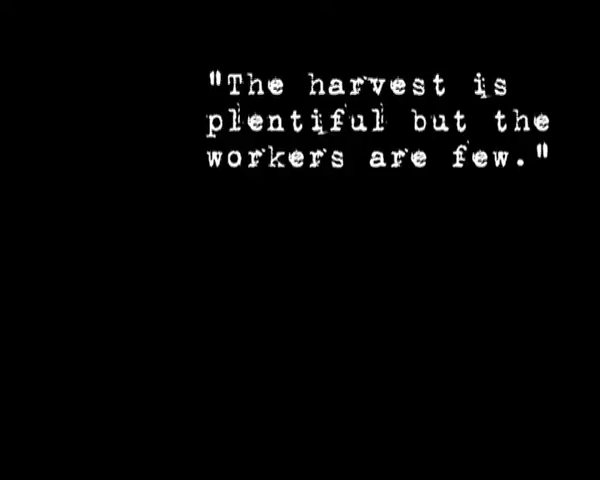 "The harvest is
plentiful but the
workers are few."